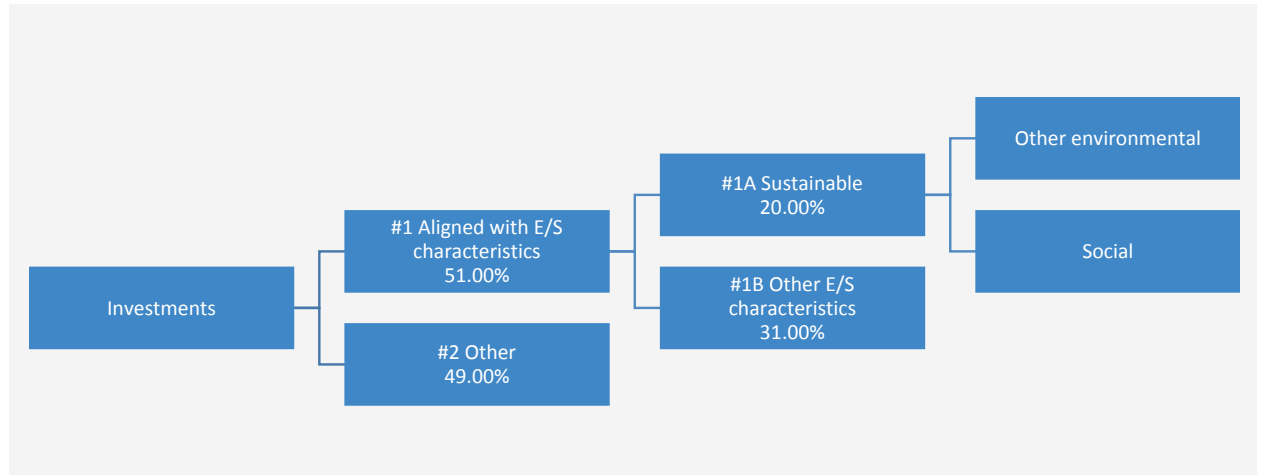 Investments
#1 Aligned with E/S
characteristics
51.00%
#2 Other
49.00%
#1A Sustainable
20.00%
#1B Other E/S
characteristics
31.00%
Other environmental
Social